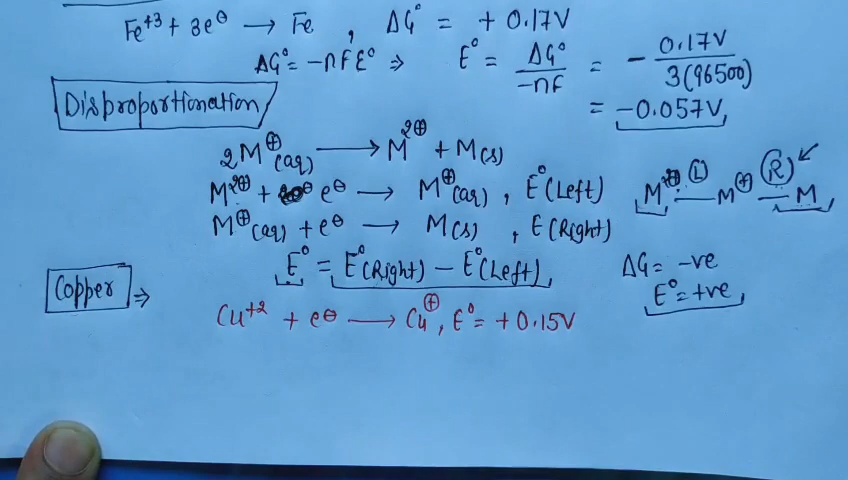 Fe⁺³ + 3e⊖ → Fe , ΔG° = + 0.17V
ΔG° = -nFE° ⇒ E° = ΔG°/-nF = - 0.17V/3(96500)
= -0.057V
Disproportionation
2M⊕(aq) → M²⊕ + M(s)
M²⊕ + e⊖ → M⊕(aq) , E°(Left)
M⊕(aq) + e⊖ → M(s) , E(Right)
M²⊕ —(L)— M⊕ —(R)— M
E° = E°(Right) - E°(Left)
ΔG = -ve
E° = +ve
Copper ⇒
Cu⁺² + e⊖ → Cu⊕, E° = + 0.15V